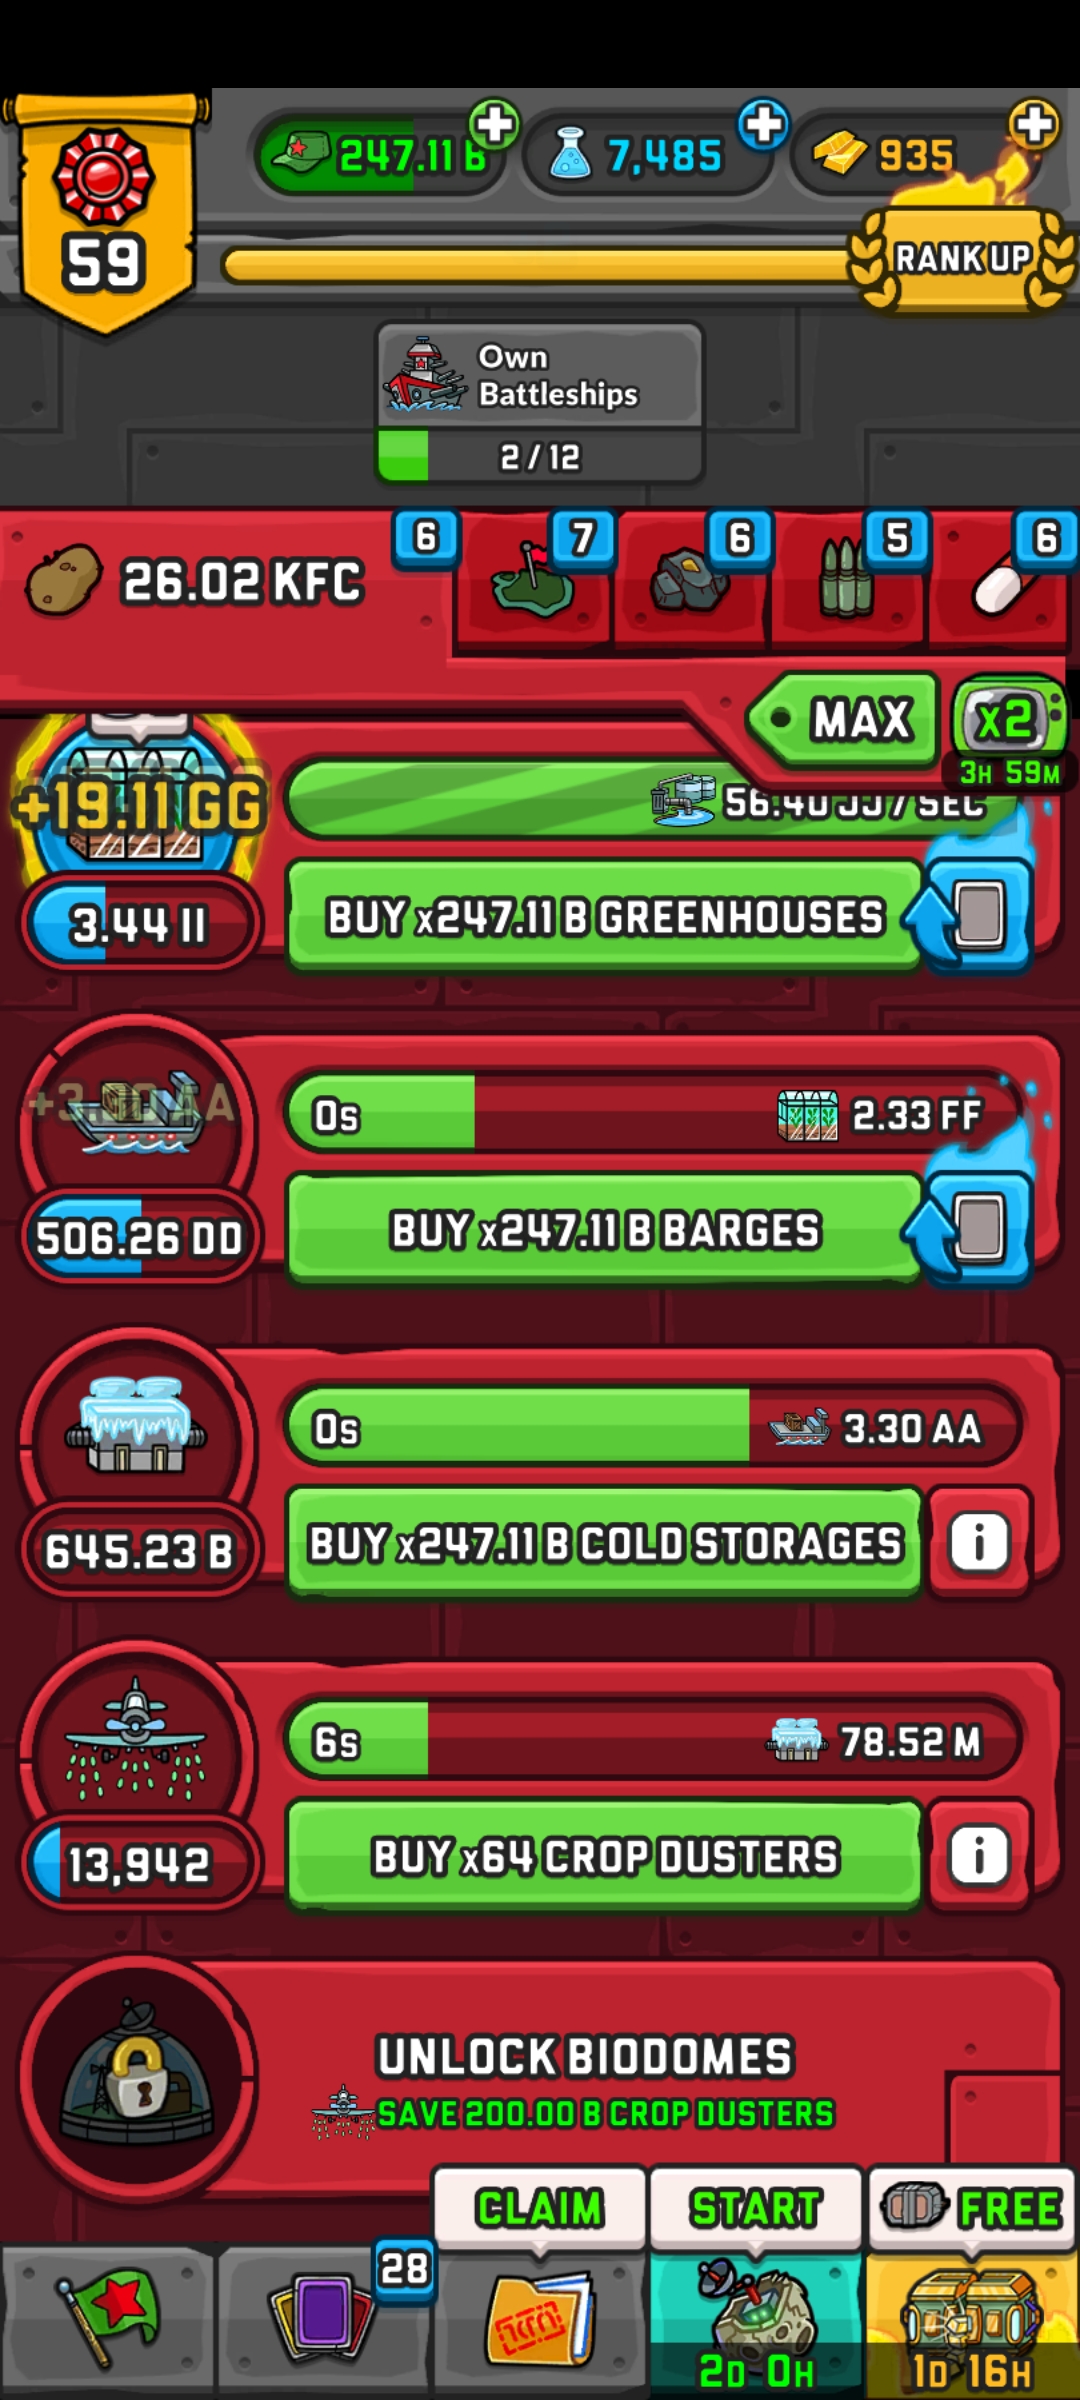 247.11 B
7,485
935
59
RANK UP
Own
Battleships
2 / 12
26.02 KFC
6
7
6
5
6
MAX
x2
3H 59M
+19.11 GG
56.40 JJ / SEC
3.44 II
BUY x247.11 B GREENHOUSES
0s
2.33 FF
506.26 DD
BUY x247.11 B BARGES
0s
3.30 AA
645.23 B
BUY x247.11 B COLD STORAGES
i
6s
78.52 M
13,942
BUY x64 CROP DUSTERS
i
UNLOCK BIODOMES
SAVE 200.00 B CROP DUSTERS
CLAIM
START
FREE
28
2D 0H
1D 16H